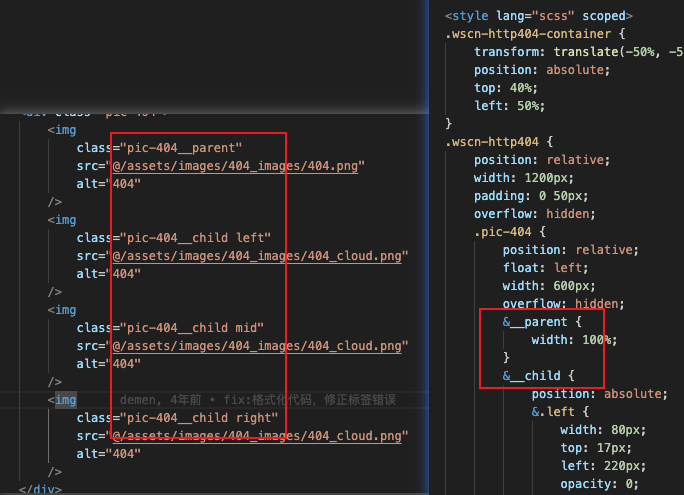 <div class="pic-404">
<img
class="pic-404__parent"
src="@/assets/images/404_images/404.png"
alt="404"
/>
<img
class="pic-404__child left"
src="@/assets/images/404_images/404_cloud.png"
alt="404"
/>
<img
class="pic-404__child mid"
src="@/assets/images/404_images/404_cloud.png"
alt="404"
/>
<img demen, 4年前 • fix:格式化代码，修正标签错误
class="pic-404__child right"
src="@/assets/images/404_images/404_cloud.png"
alt="404"
/>
</div>
<style lang="scss" scoped>
.wscn-http404-container {
transform: translate(-50%, -5
position: absolute;
top: 40%;
left: 50%;
}
.wscn-http404 {
position: relative;
width: 1200px;
padding: 0 50px;
overflow: hidden;
.pic-404 {
position: relative;
float: left;
width: 600px;
overflow: hidden;
&__parent {
width: 100%;
}
&__child {
position: absolute;
&.left {
width: 80px;
top: 17px;
left: 220px;
opacity: 0;